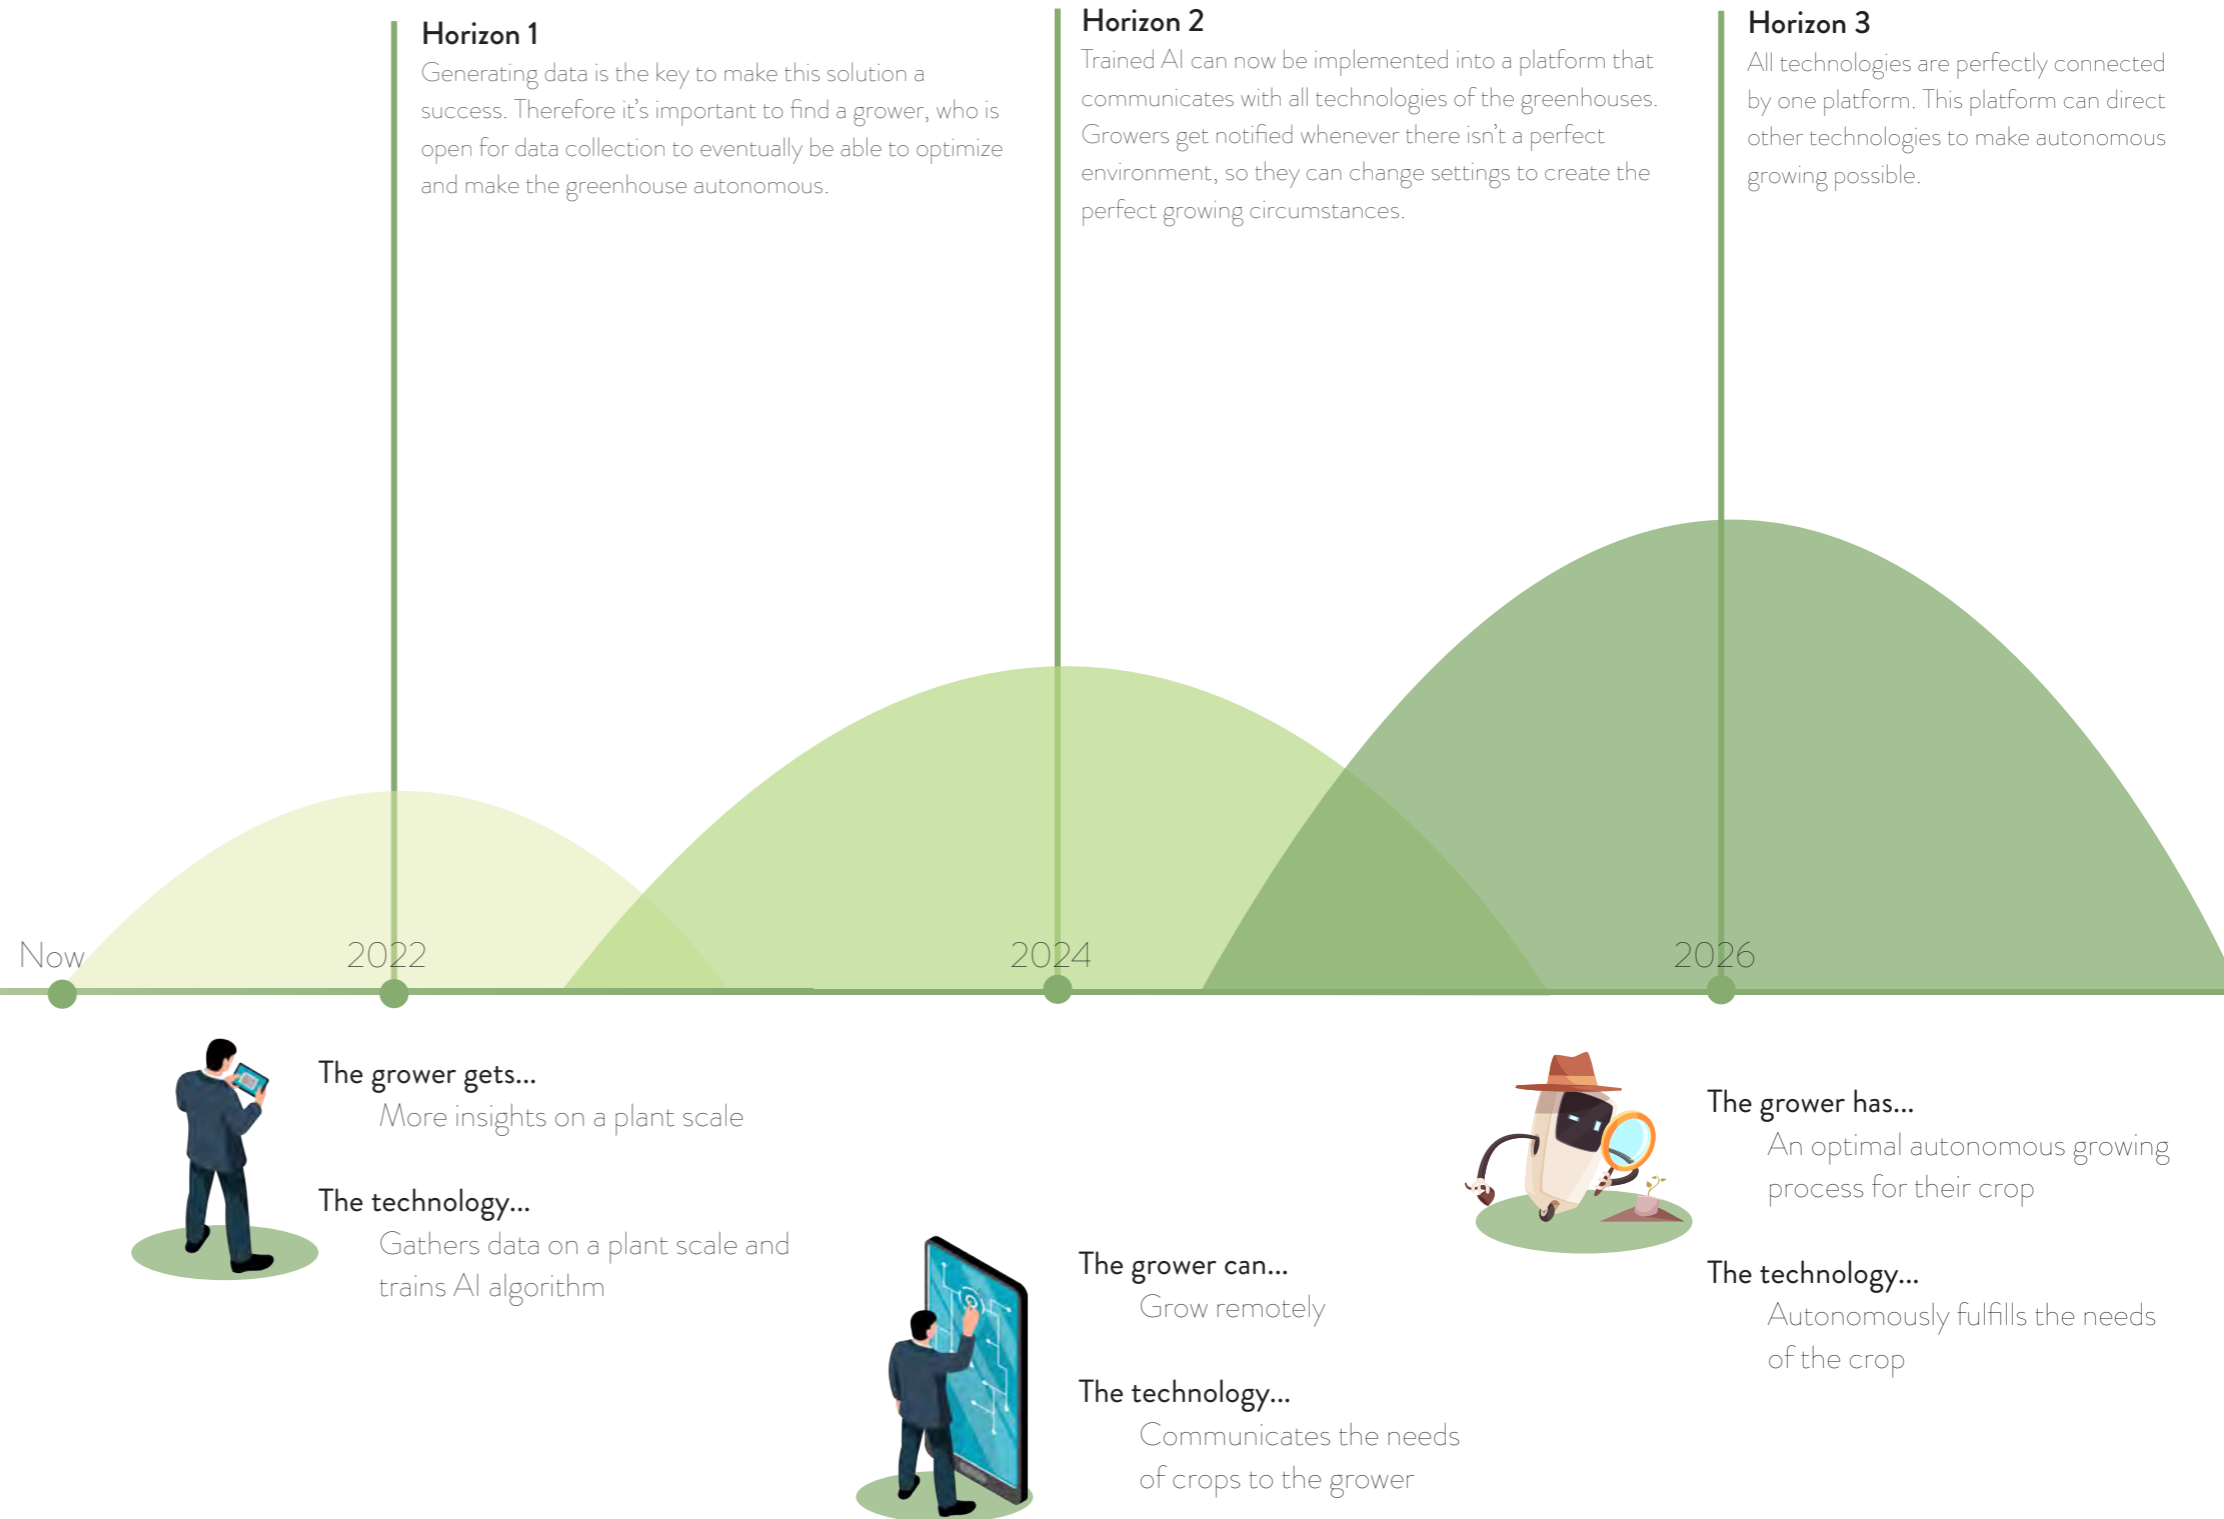 Horizon 1
Generating data is the key to make this solution a
success. Therefore it's important to find a grower, who is
open for data collection to eventually be able to optimize
and make the greenhouse autonomous.
Horizon 2
Trained AI can now be implemented into a platform that
communicates with all technologies of the greenhouses.
Growers get notified whenever there isn't a perfect
environment, so they can change settings to create the
perfect growing circumstances.
Horizon 3
All technologies are perfectly connected
by one platform. This platform can direct
other technologies to make autonomous
growing possible.
Now
2022
2024
2026
The grower gets...
More insights on a plant scale
The technology...
Gathers data on a plant scale and
trains AI algorithm
The grower can...
Grow remotely
The technology...
Communicates the needs
of crops to the grower
The grower has...
An optimal autonomous growing
process for their crop
The technology...
Autonomously fulfills the needs
of the crop